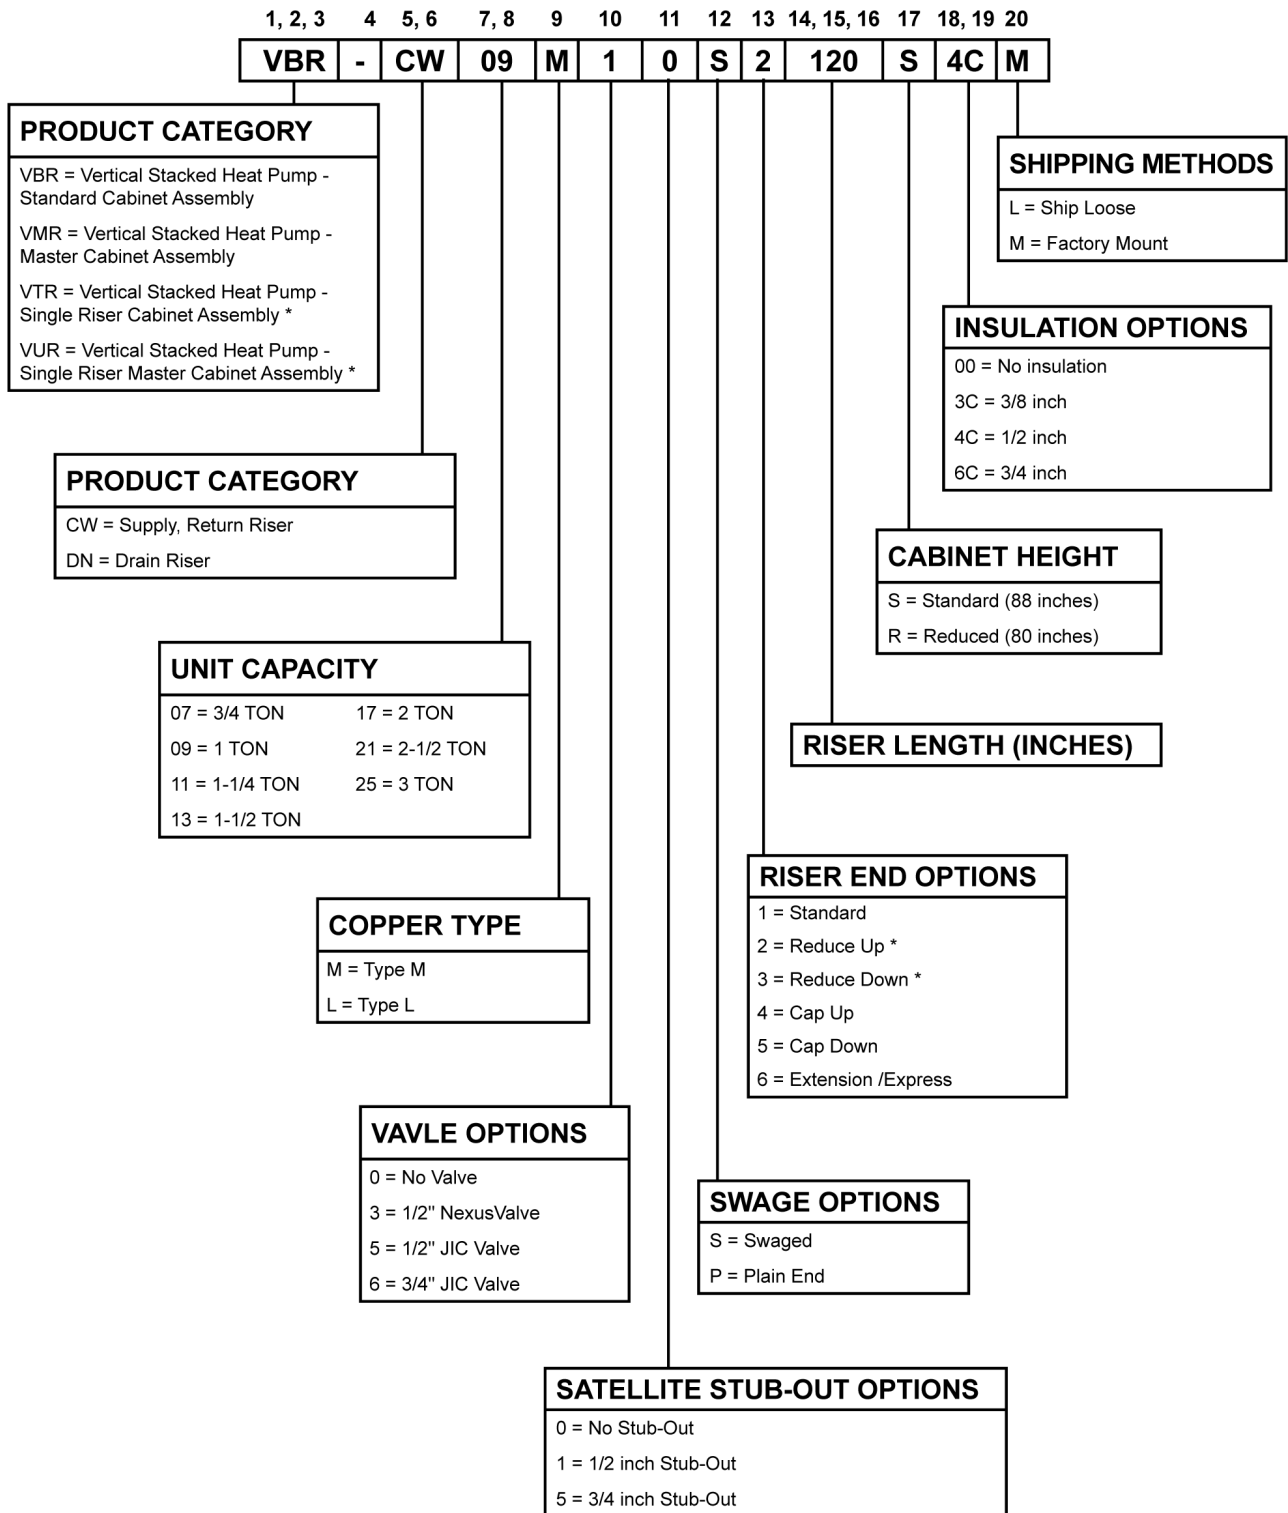 1, 2, 3 4 5, 6 7, 8 9 10 11 12 13 14, 15, 16 17 18, 19 20
VBR - CW 09 M 1 0 S 2 120 S 4C M
PRODUCT CATEGORY
VBR = Vertical Stacked Heat Pump -
Standard Cabinet Assembly
VMR = Vertical Stacked Heat Pump -
Master Cabinet Assembly
VTR = Vertical Stacked Heat Pump -
Single Riser Cabinet Assembly *
VUR = Vertical Stacked Heat Pump -
Single Riser Master Cabinet Assembly *
SHIPPING METHODS
L = Ship Loose
M = Factory Mount
INSULATION OPTIONS
00 = No insulation
3C = 3/8 inch
4C = 1/2 inch
6C = 3/4 inch
PRODUCT CATEGORY
CW = Supply, Return Riser
DN = Drain Riser
CABINET HEIGHT
S = Standard (88 inches)
R = Reduced (80 inches)
UNIT CAPACITY
07 = 3/4 TON 17 = 2 TON
09 = 1 TON 21 = 2-1/2 TON
11 = 1-1/4 TON 25 = 3 TON
13 = 1-1/2 TON
RISER LENGTH (INCHES)
RISER END OPTIONS
1 = Standard
2 = Reduce Up *
3 = Reduce Down *
4 = Cap Up
5 = Cap Down
6 = Extension /Express
COPPER TYPE
M = Type M
L = Type L
VAVLE OPTIONS
0 = No Valve
3 = 1/2" NexusValve
5 = 1/2" JIC Valve
6 = 3/4" JIC Valve
SWAGE OPTIONS
S = Swaged
P = Plain End
SATELLITE STUB-OUT OPTIONS
0 = No Stub-Out
1 = 1/2 inch Stub-Out
5 = 3/4 inch Stub-Out